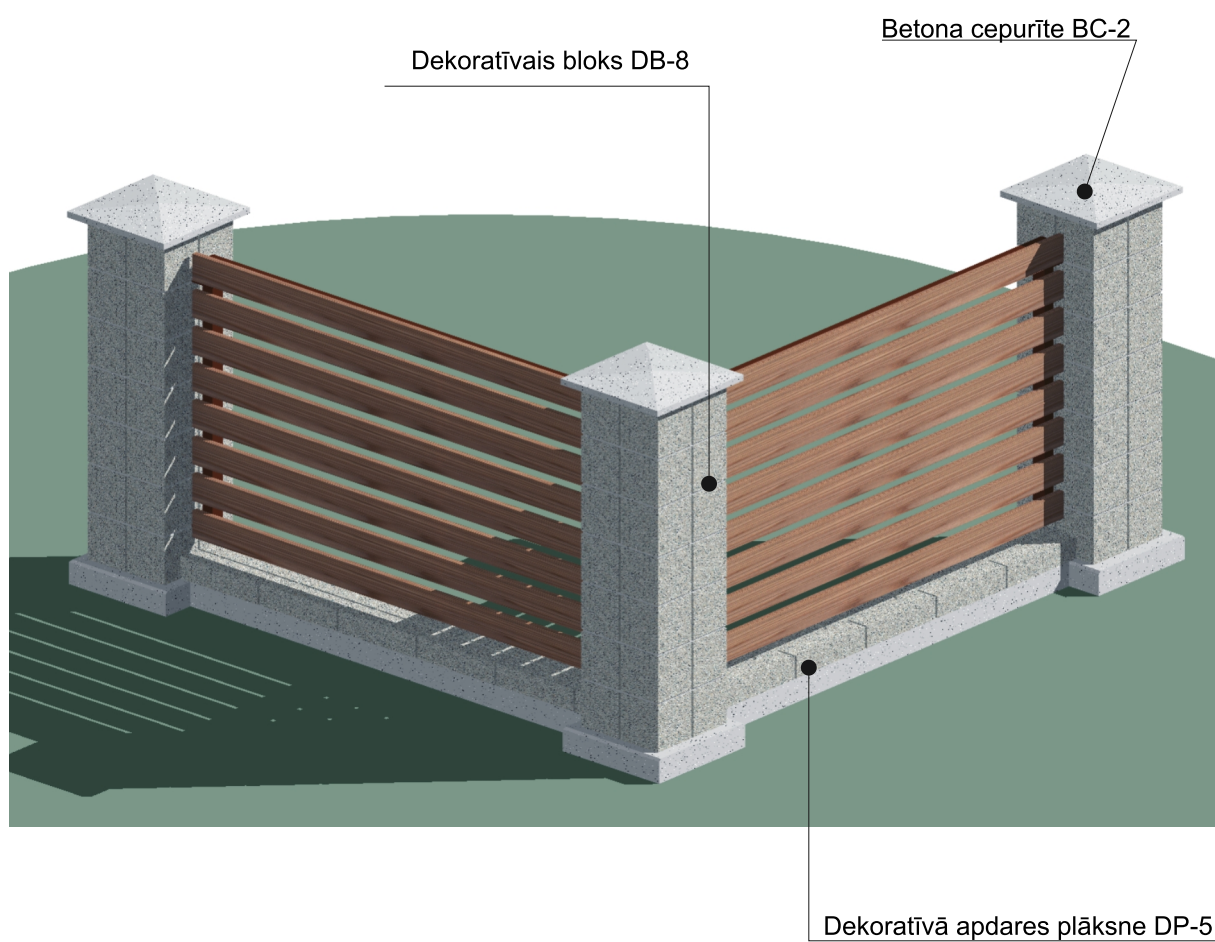 Betona cepurīte BC-2
Dekoratīvais bloks DB-8
Dekoratīvā apdares plāksne DP-5